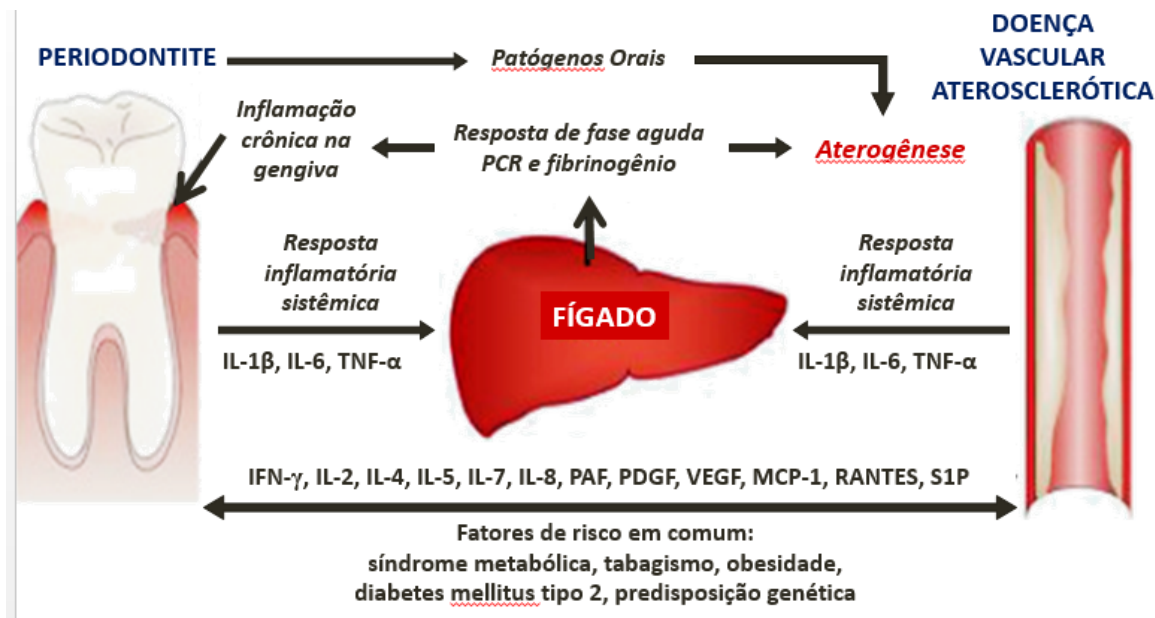 PERIODONTITE
Patógenos Orais
DOENÇA
VASCULAR
ATEROSCLERÓTICA
Inflamação
crônica na
gengiva
Resposta de fase aguda
PCR e fibrinogênio
Aterogênese
Resposta
inflamatória
sistêmica
IL-1β, IL-6, TNF-α
FÍGADO
Resposta
inflamatória
sistêmica
IL-1β, IL-6, TNF-α
IFN-γ, IL-2, IL-4, IL-5, IL-7, IL-8, PAF, PDGF, VEGF, MCP-1, RANTES, S1P
Fatores de risco em comum:
síndrome metabólica, tabagismo, obesidade,
diabetes mellitus tipo 2, predisposição genética